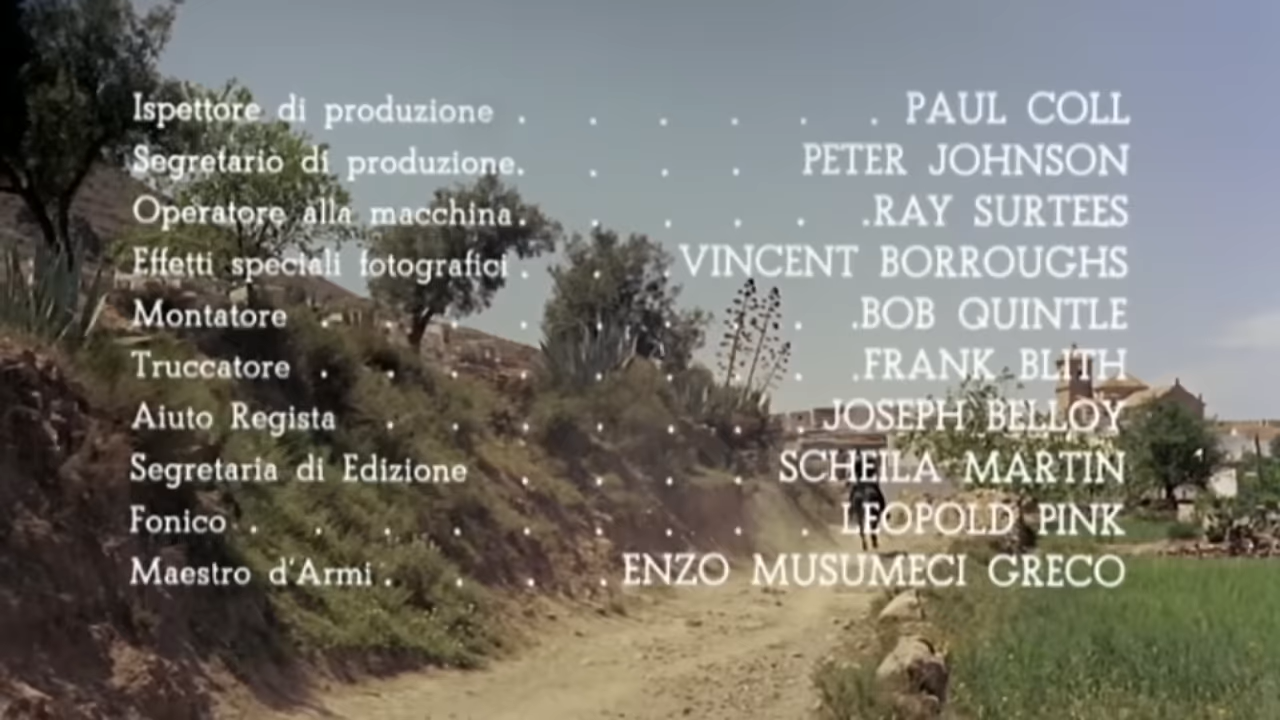 Ispettore di produzione . . . . . . PAUL COLL
Segretario di produzione. . . . PETER JOHNSON
Operatore alla macchina. . . . . .RAY SURTEES
Effetti speciali fotografici . . . VINCENT BORROUGHS
Montatore . . . . . . . . .BOB QUINTLE
Truccatore . . . . . . . . .FRANK BLITH
Aiuto Regista . . . . . . . JOSEPH BELLOY
Segretaria di Edizione . . . . SCHEILA MARTIN
Fonico . . . . . . . . . LEOPOLD PINK
Maestro d'Armi . . . . ENZO MUSUMECI GRECO